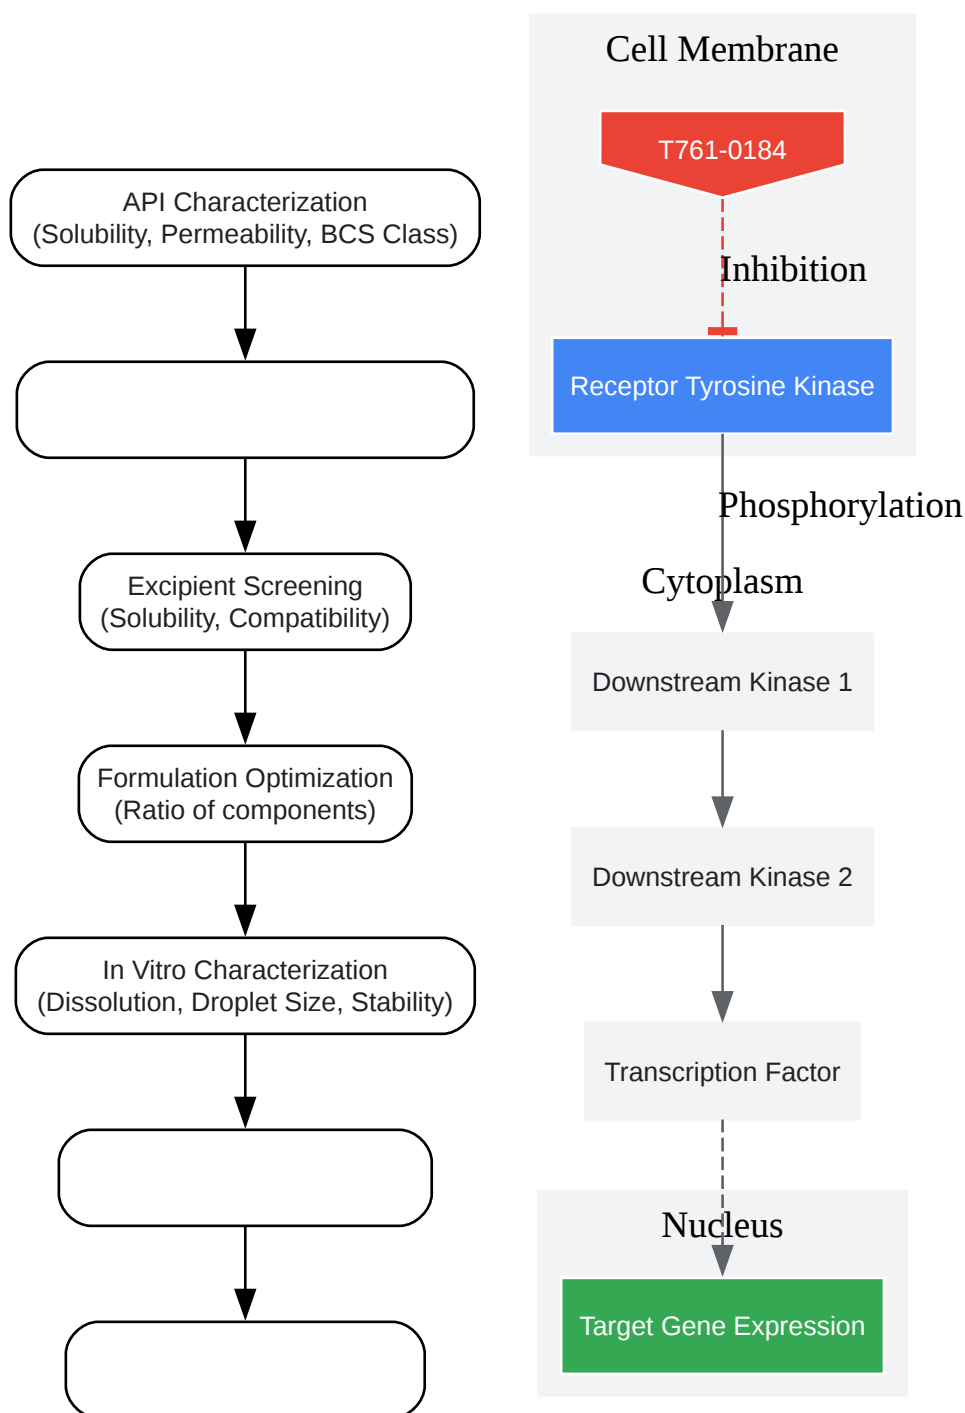 API Characterization
(Solubility, Permeability, BCS Class)
Excipient Screening
(Solubility, Compatibility)
Formulation Optimization
(Ratio of components)
In Vitro Characterization
(Dissolution, Droplet Size, Stability)
Cell Membrane
T761-0184
Inhibition
Receptor Tyrosine Kinase
Phosphorylation
Cytoplasm
Downstream Kinase 1
Downstream Kinase 2
Transcription Factor
Nucleus
Target Gene Expression